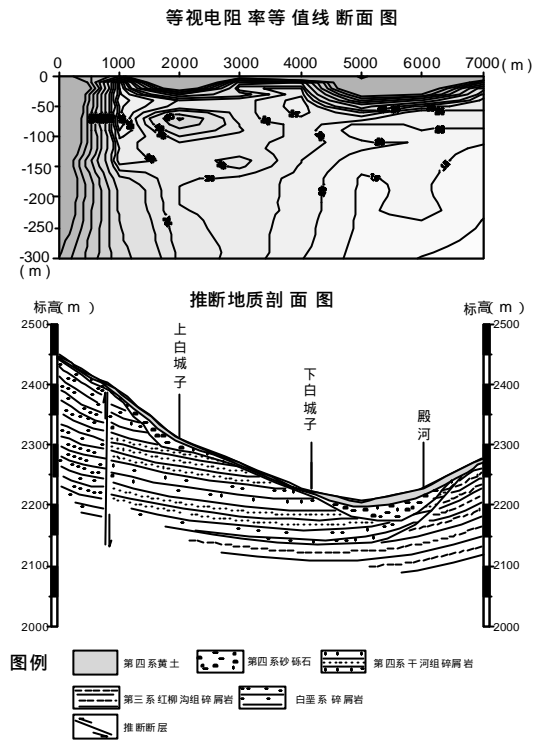 等视电阻率等值线断面图
0 1000 2000 3000 4000 5000 6000 7000(m)
0
-50
-100
-150
-200
-250
-300
(m)
推断地质剖面图
标高(m) 标高(m)
2500 2500
2400 2400
2300 2300
2200 2200
2100 2100
2000 2000
上白城子
下白城子
殿河
图例
第四系黄土 第四系砂砾石 第四系干河组碎屑岩
第三系红柳沟组碎屑岩 白垩系碎屑岩
推断断层